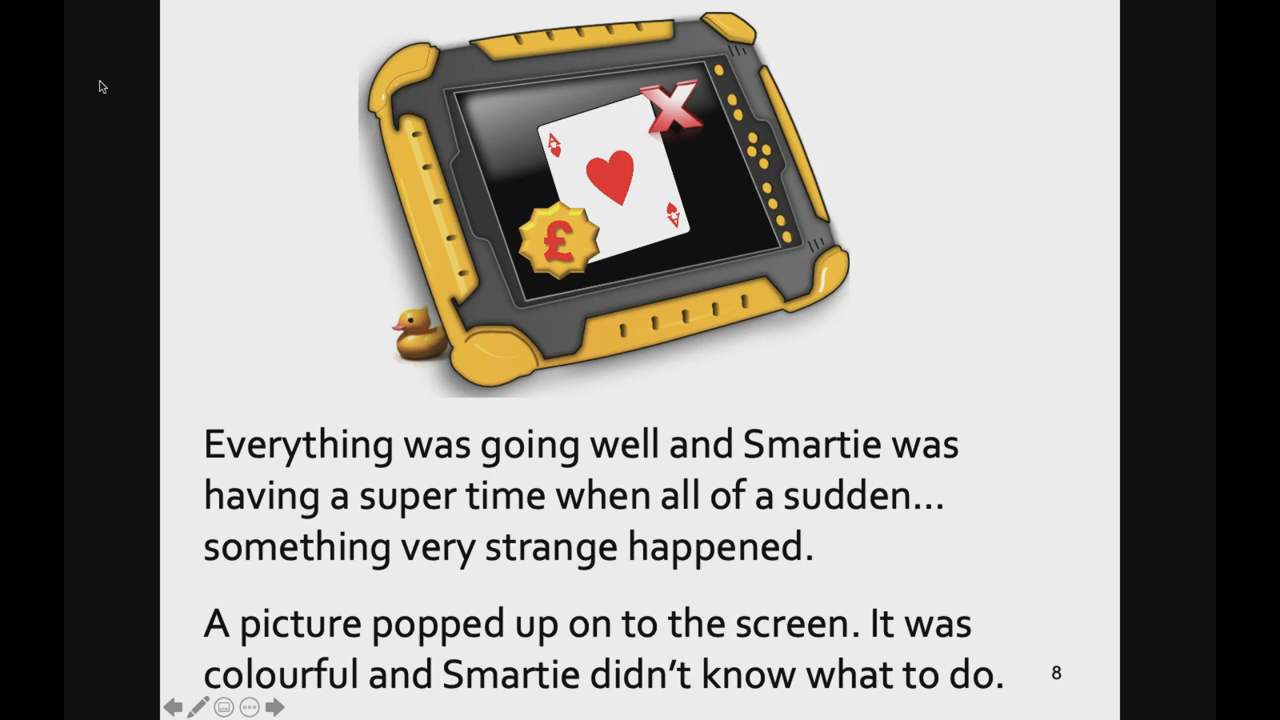 A
X
£
A
Everything was going well and Smartie was
having a super time when all of a sudden...
something very strange happened.
A picture popped up on to the screen. It was
colourful and Smartie didn’t know what to do.
8